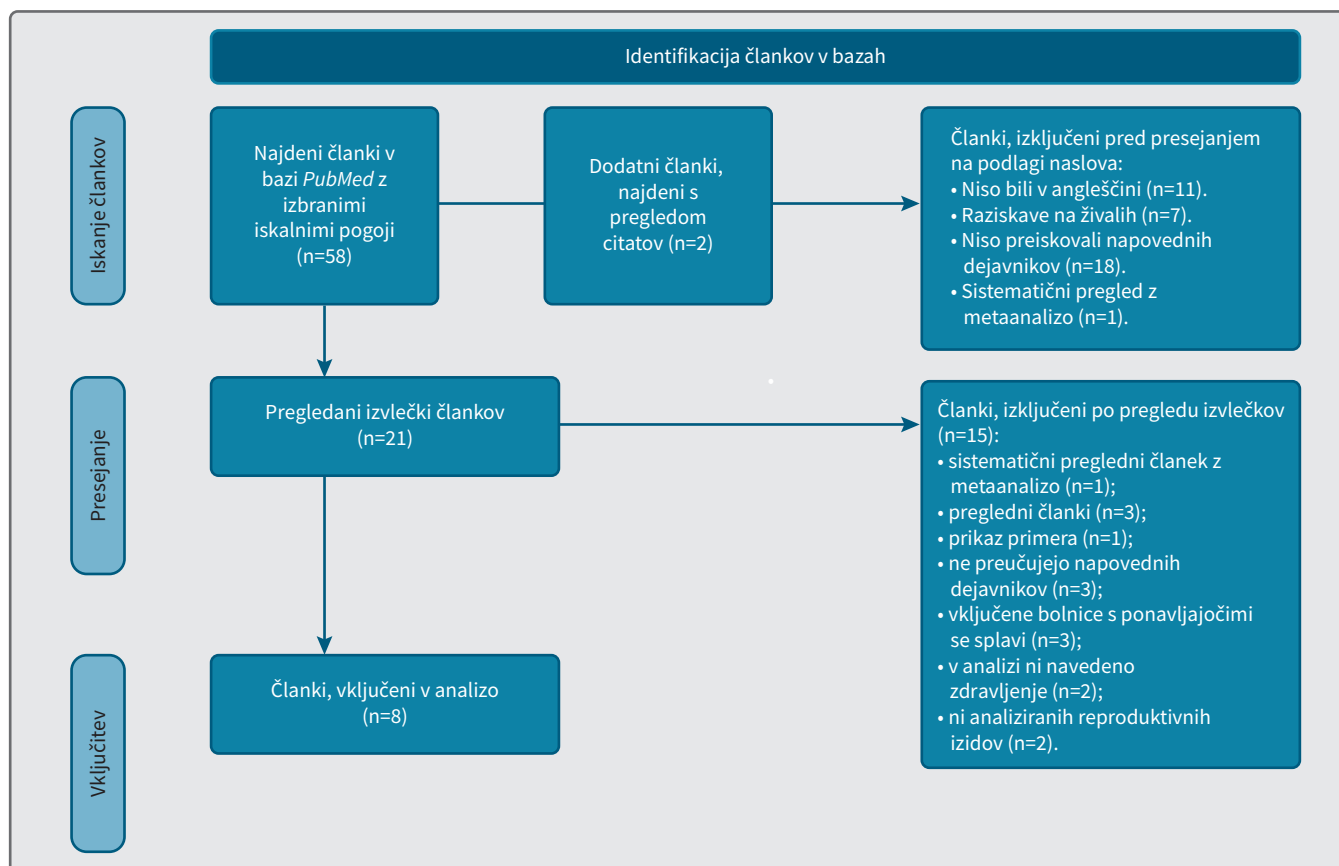 Identifikacija člankov v bazah
Iskanje člankov
Najdeni članki v
bazi PubMed z
izbranimi
iskalnimi pogoji
(n=58)
Dodatni članki,
najdeni s
pregledom
citatov (n=2)
Članki, izključeni pred presejanjem
na podlagi naslova:
• Niso bili v angleščini (n=11).
• Raziskave na živalih (n=7).
• Niso preiskovali napovednih
dejavnikov (n=18).
• Sistematični pregled z
metaanalizo (n=1).
Presejanje
Pregledani izvlečki člankov
(n=21)
Članki, izključeni po pregledu izvlečkov
(n=15):
• sistematični pregledni članek z
metaanalizo (n=1);
• pregledni članki (n=3);
• prikaz primera (n=1);
• ne preučujejo napovednih
dejavnikov (n=3);
• vključene bolnice s ponavljajočimi
se splavi (n=3);
• v analizi ni navedeno
zdravljenje (n=2);
• ni analiziranih reproduktivnih
izidov (n=2).
Vključitev
Članki, vključeni v analizo
(n=8)